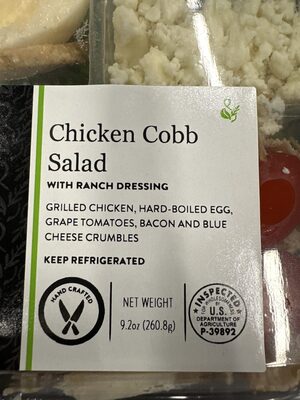 Chicken Cobb
Salad
WITH RANCH DRESSING
GRILLED CHICKEN, HARD-BOILED EGG,
GRAPE TOMATOES, BACON AND BLUE
CHEESE CRUMBLES
KEEP REFRIGERATED
HAND CRAFTED
NET WEIGHT
9.2oz (260.8g)
INSPECTED
FOR WHOLESOMENESS
BY
U.S.
DEPARTMENT OF
AGRICULTURE
P-39892